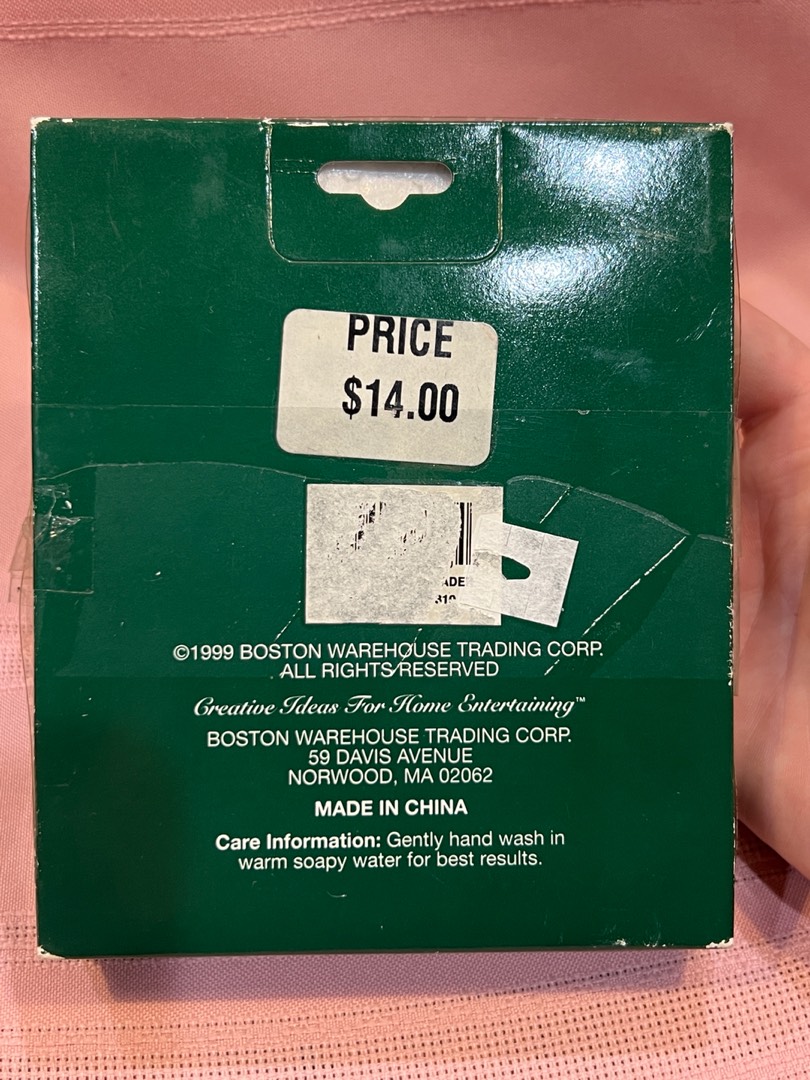 PRICE
$14.00
©1999 BOSTON WAREHOUSE TRADING CORP.
ALL RIGHTS RESERVED
Creative Ideas For Home Entertaining™
BOSTON WAREHOUSE TRADING CORP.
59 DAVIS AVENUE
NORWOOD, MA 02062
MADE IN CHINA
Care Information: Gently hand wash in
warm soapy water for best results.